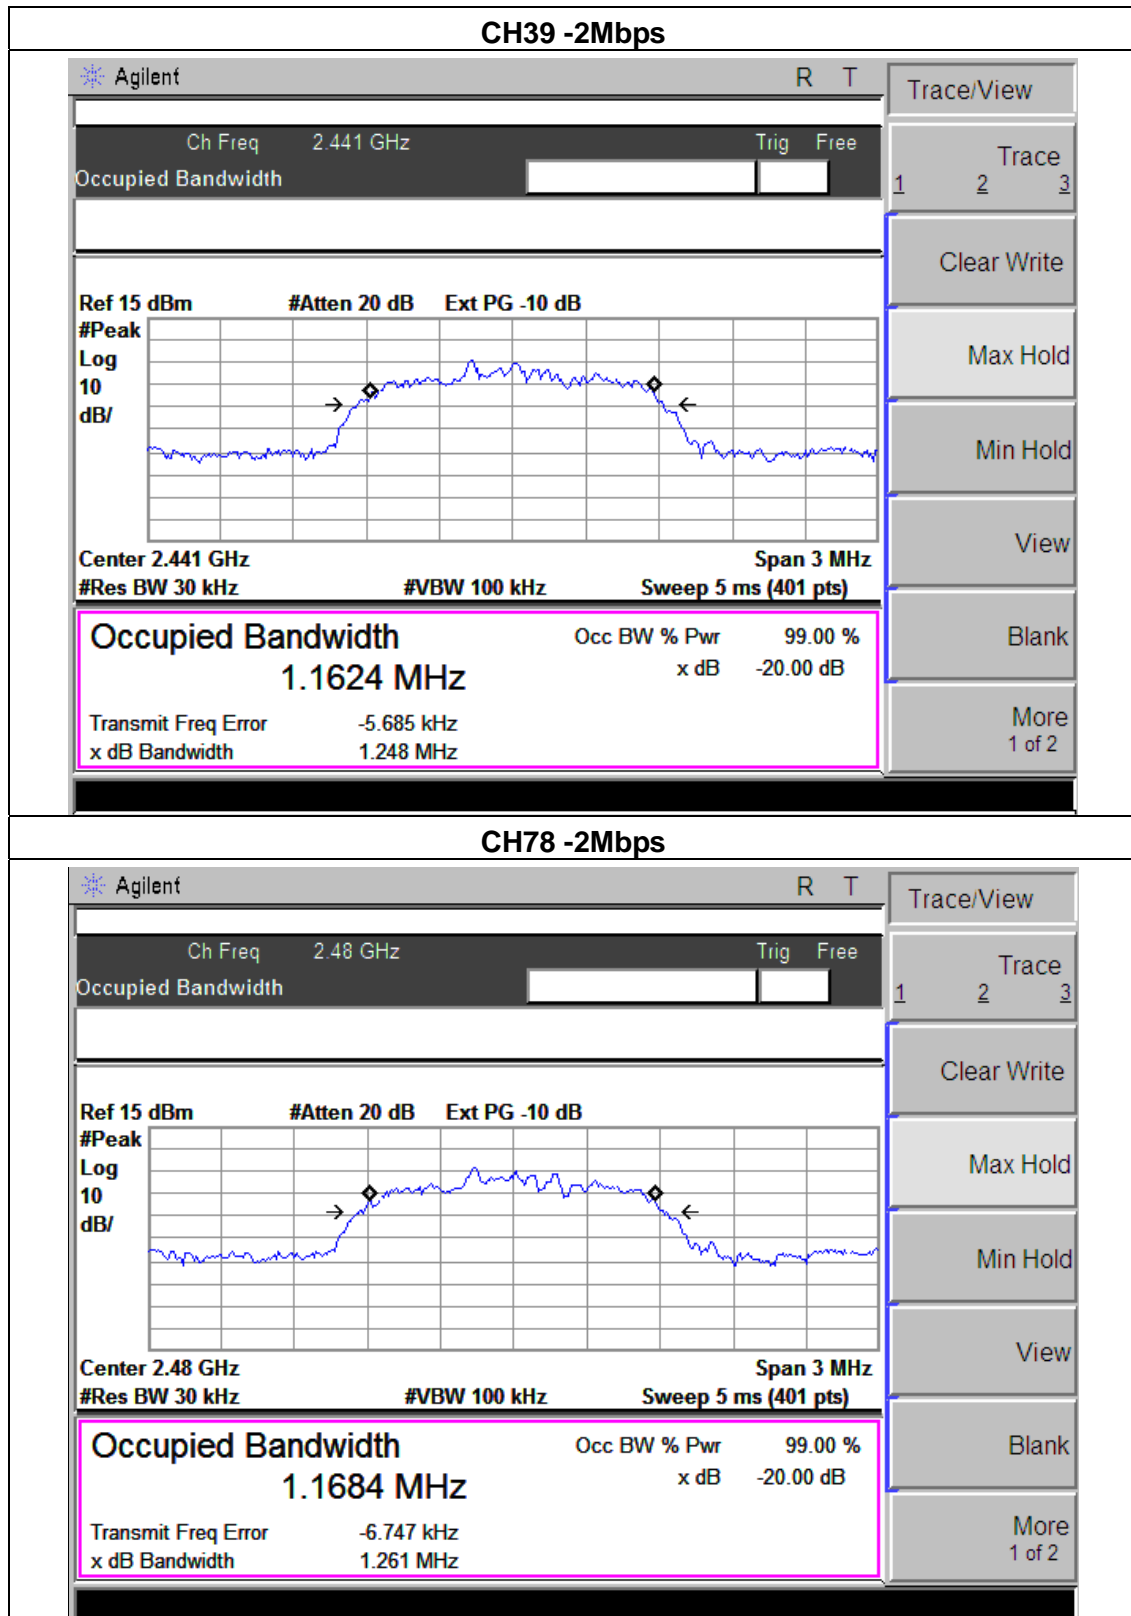 CH39 -2Mbps
Agilent R T
Trace/View
Ch Freq 2.441 GHz Trig Free
Occupied Bandwidth
Trace
1 2 3
Clear Write
Ref 15 dBm #Atten 20 dB Ext PG -10 dB
#Peak
Log
10
dB/
Max Hold
Min Hold
Center 2.441 GHz Span 3 MHz
#Res BW 30 kHz #VBW 100 kHz Sweep 5 ms (401 pts)
View
Occupied Bandwidth Occ BW % Pwr 99.00 %
1.1624 MHz x dB -20.00 dB
Blank
Transmit Freq Error -5.685 kHz
x dB Bandwidth 1.248 MHz
More
1 of 2
CH78 -2Mbps
Agilent R T
Trace/View
Ch Freq 2.48 GHz Trig Free
Occupied Bandwidth
Trace
1 2 3
Clear Write
Ref 15 dBm #Atten 20 dB Ext PG -10 dB
#Peak
Log
10
dB/
Max Hold
Min Hold
Center 2.48 GHz Span 3 MHz
#Res BW 30 kHz #VBW 100 kHz Sweep 5 ms (401 pts)
View
Occupied Bandwidth Occ BW % Pwr 99.00 %
1.1684 MHz x dB -20.00 dB
Blank
Transmit Freq Error -6.747 kHz
x dB Bandwidth 1.261 MHz
More
1 of 2